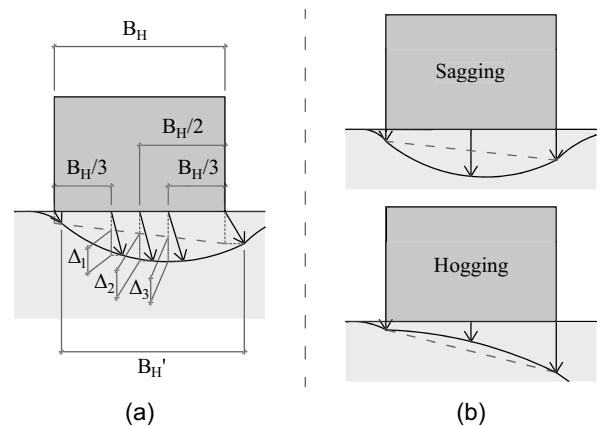 B_H
B_H/2
B_H/3
B_H/3
Δ_1
Δ_2
Δ_3
B_H'
(a)
Sagging
Hogging
(b)